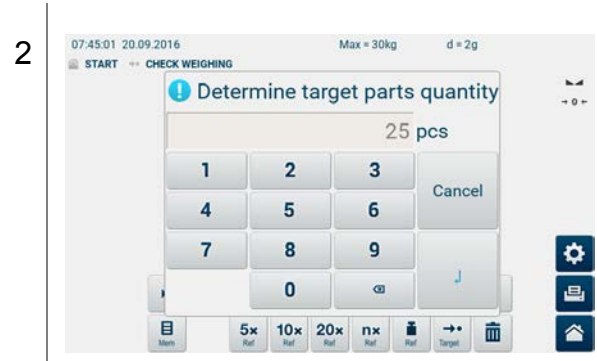 2
07:45:01 20.09.2016 Max = 30kg d = 2g
START CHECK WEIGHING
Determine target parts quantity
→ 0 ←
25 pcs
1 2 3
Cancel
4 5 6
7 8 9
0
Mem 5x Ref 10x Ref 20x Ref nx Ref Ref Target